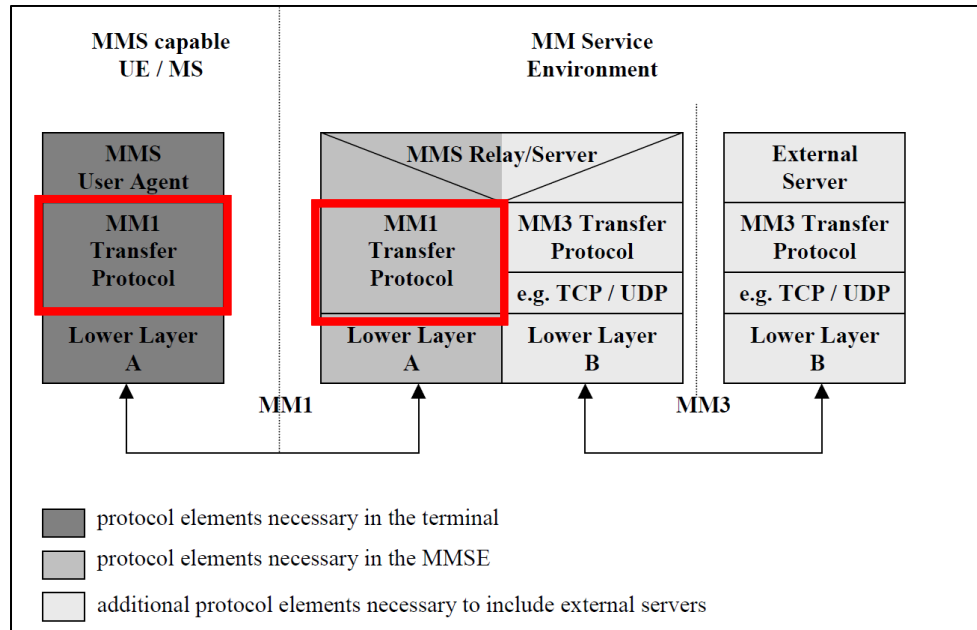 MMS capable
UE / MS
MM Service
Environment
MMS
User Agent
MM1
Transfer
Protocol
Lower Layer
A
MMS Relay/Server
MM1
Transfer
Protocol
Lower Layer
A
MM3 Transfer
Protocol
e.g. TCP / UDP
Lower Layer
B
External
Server
MM3 Transfer
Protocol
e.g. TCP / UDP
Lower Layer
B
MM1
MM3
protocol elements necessary in the terminal
protocol elements necessary in the MMSE
additional protocol elements necessary to include external servers